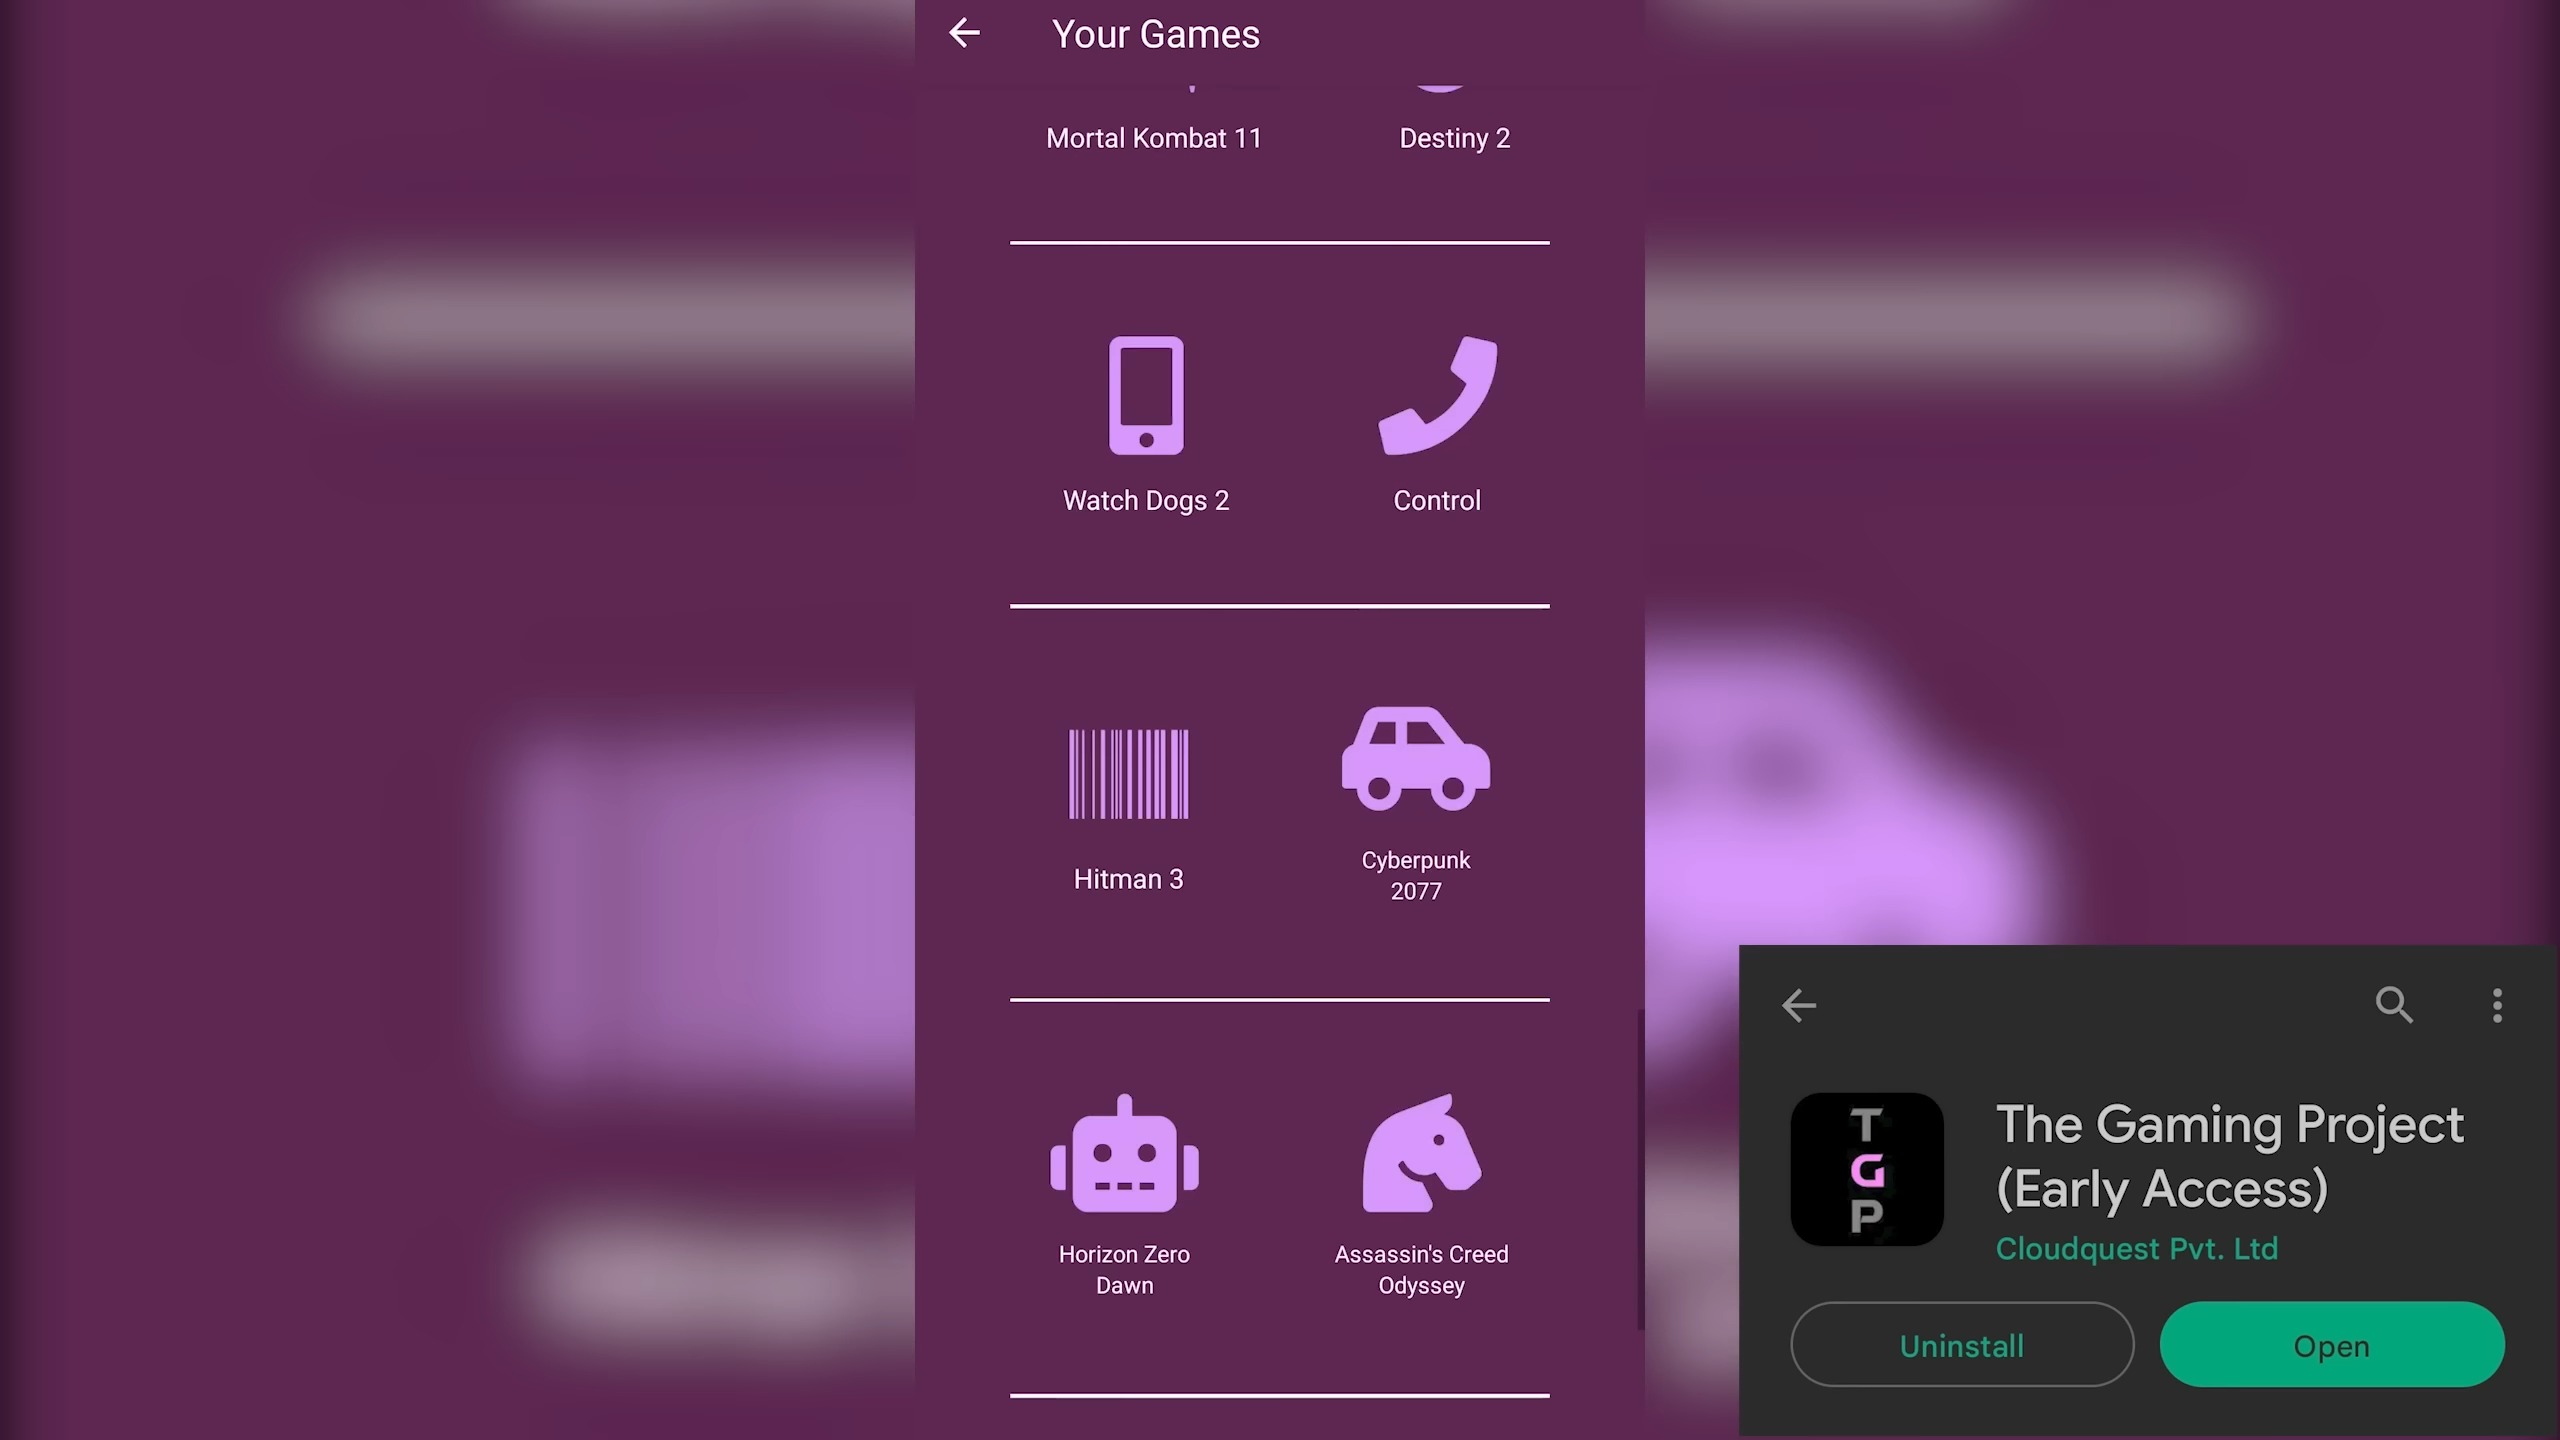 Your Games
Mortal Kombat 11
Destiny 2
Watch Dogs 2
Control
Hitman 3
Cyberpunk
2077
Horizon Zero
Dawn
Assassin's Creed
Odyssey
T
G
P
The Gaming Project
(Early Access)
Cloudquest Pvt. Ltd
Uninstall
Open